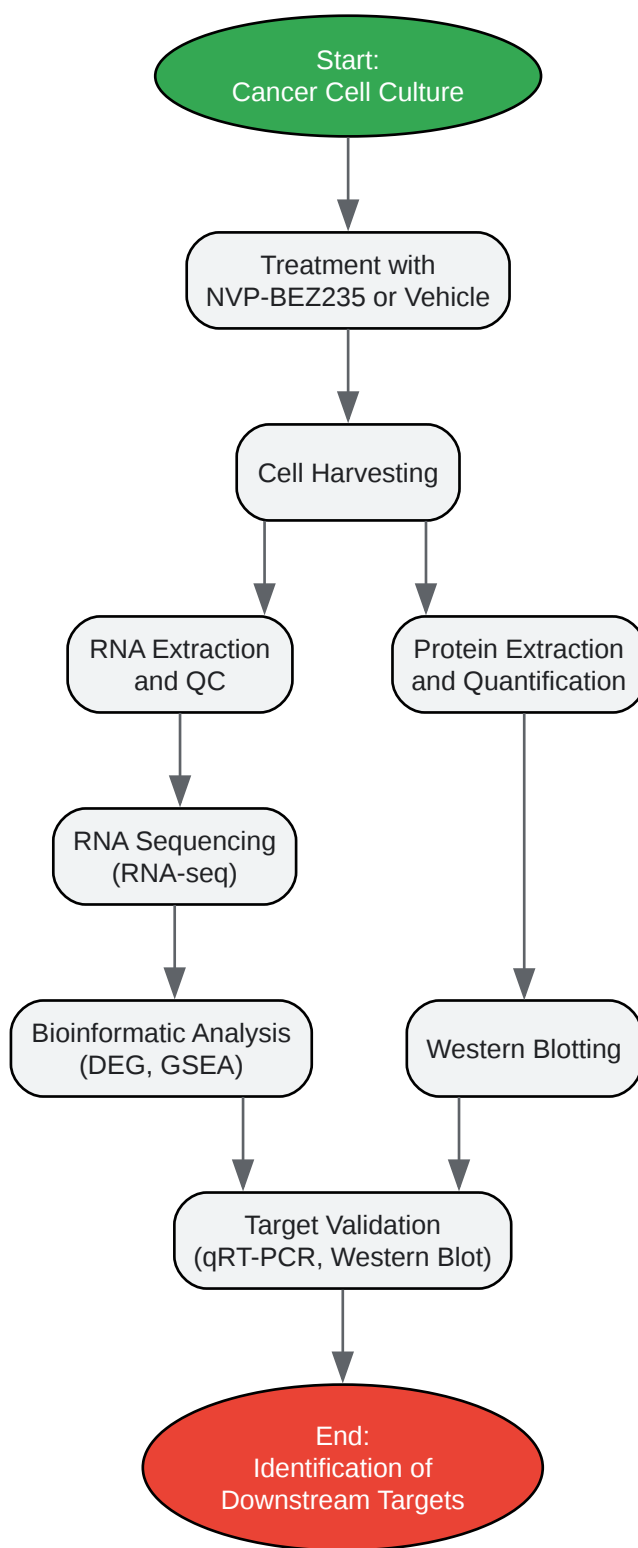 Start:
Cancer Cell Culture
Treatment with
NVP-BEZ235 or Vehicle
Cell Harvesting
RNA Extraction
and QC
Protein Extraction
and Quantification
RNA Sequencing
(RNA-seq)
Bioinformatic Analysis
(DEG, GSEA)
Western Blotting
Target Validation
(qRT-PCR, Western Blot)
End:
Identification of
Downstream Targets